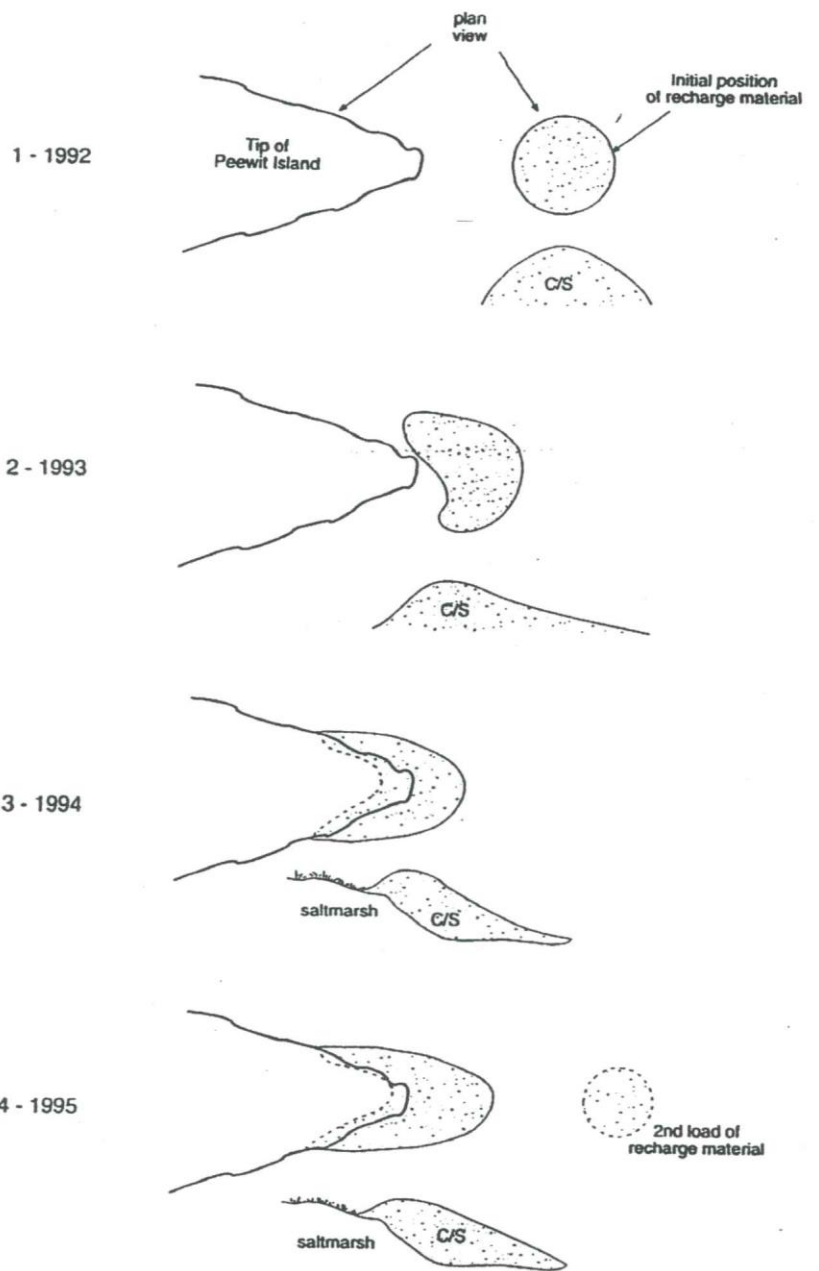 plan
view
Initial position
of recharge material
1 - 1992
Tip of
Peewit Island
C/S
2 - 1993
C/S
3 - 1994
saltmarsh
C/S
4 - 1995
2nd load of
recharge material
saltmarsh
C/S